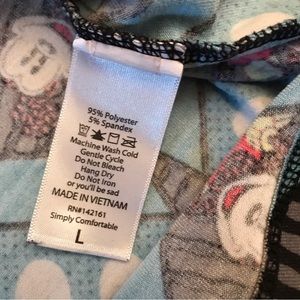 95% Polyester
5% Spandex
Machine Wash Cold
Gentle Cycle
Do Not Bleach
Hang Dry
Do Not Iron
or you'll be sad
MADE IN VIETNAM
RN#142161
Simply Comfortable
L